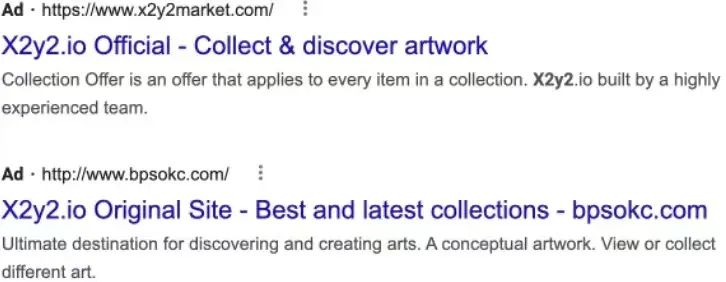 Ad · https://www.x2y2market.com/
X2y2.io Official - Collect & discover artwork
Collection Offer is an offer that applies to every item in a collection. X2y2.io built by a highly
experienced team.
Ad · http://www.bpsokc.com/
X2y2.io Original Site - Best and latest collections - bpsokc.com
Ultimate destination for discovering and creating arts. A conceptual artwork. View or collect
different art.